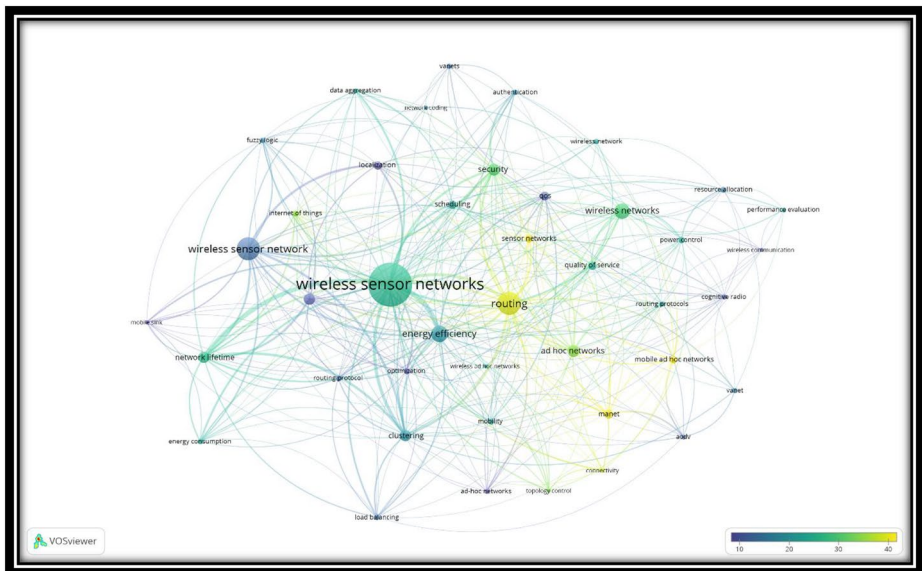 vanets
data aggregation
authentication
network coding
fuzzy logic
wireless network
localization
security
resource allocation
internet of things
scheduling
qos
wireless networks
performance evaluation
wireless sensor network
sensor networks
power control
wireless communication
quality of service
wireless sensor networks
cognitive radio
routing
routing protocols
mobile sink
energy efficiency
network lifetime
ad hoc networks
mobile ad hoc networks
wireless ad hoc networks
optimization
routing protocol
vanet
manet
mobility
clustering
aodv
energy consumption
connectivity
ad-hoc networks
topology control
load balancing
VOSviewer
10 20 30 40